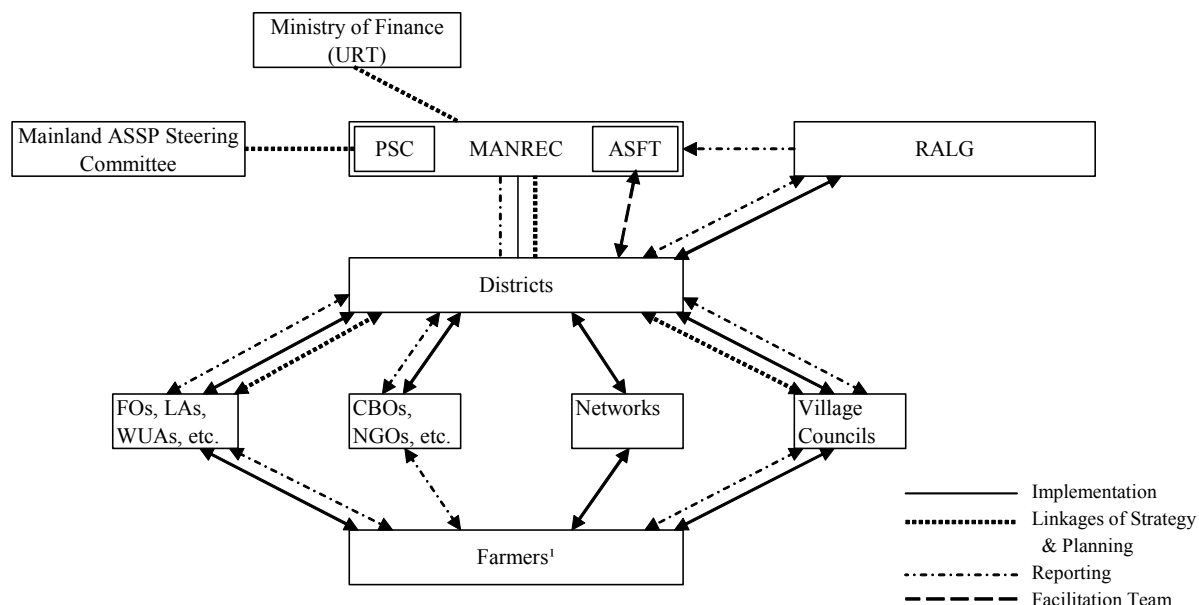 Ministry of Finance
(URT)
Mainland ASSP Steering
Committee
PSC
MANREC
ASFT
RALG
Districts
FOs, LAs,
WUAs, etc.
CBOs,
NGOs, etc.
Networks
Village
Councils
Farmers¹
Implementation
Linkages of Strategy
& Planning
Reporting
Facilitation Team